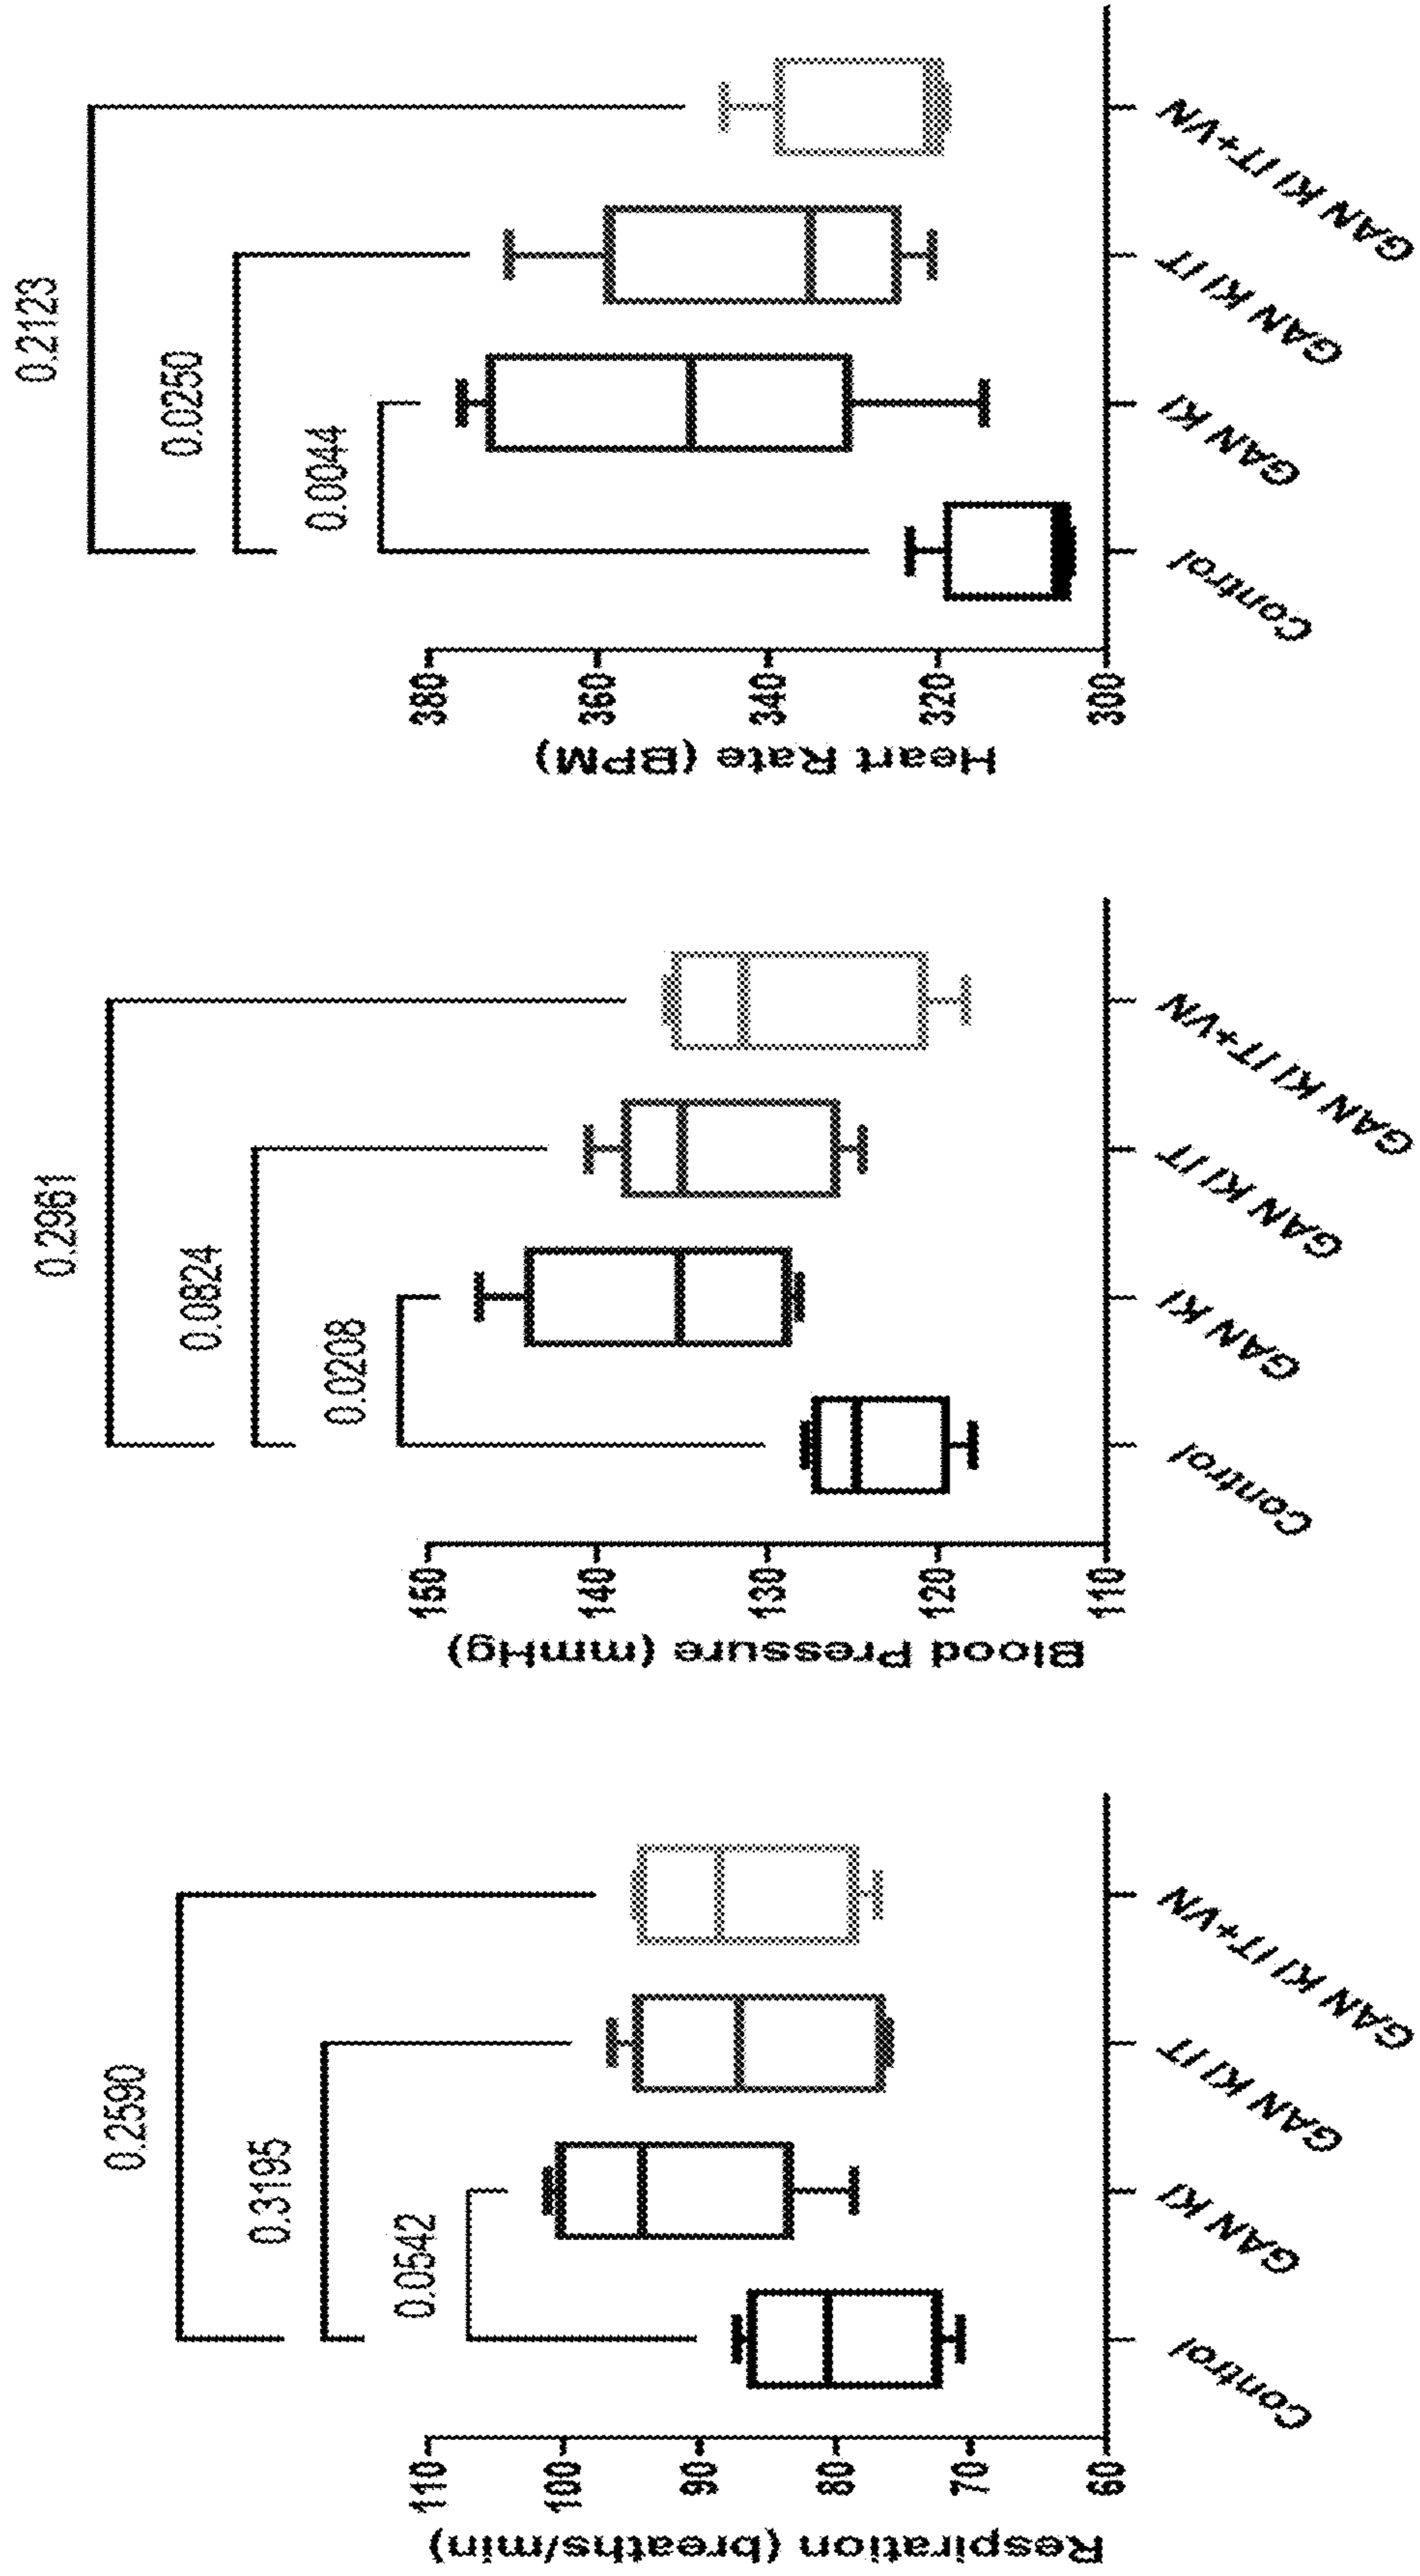 Respiration (breaths/min)
110
100
90
80
70
60
0.2590
0.3195
0.0542
Control
GAN KI
GAN KI IT
GAN KI IT+VN
Blood Pressure (mmHg)
150
140
130
120
110
0.2961
0.0824
0.0208
Control
GAN KI
GAN KI IT
GAN KI IT+VN
Heart Rate (BPM)
380
360
340
320
300
0.2123
0.0250
0.0044
Control
GAN KI
GAN KI IT
GAN KI IT+VN